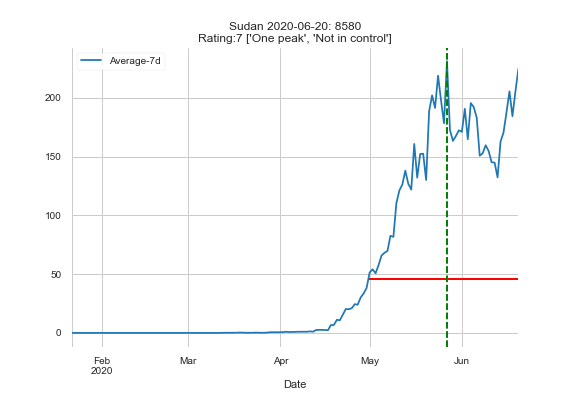 Sudan 2020-06-20: 8580
Rating:7 ['One peak', 'Not in control']
Average-7d
200
150
100
50
0
Feb
2020
Mar
Apr
May
Jun
Date